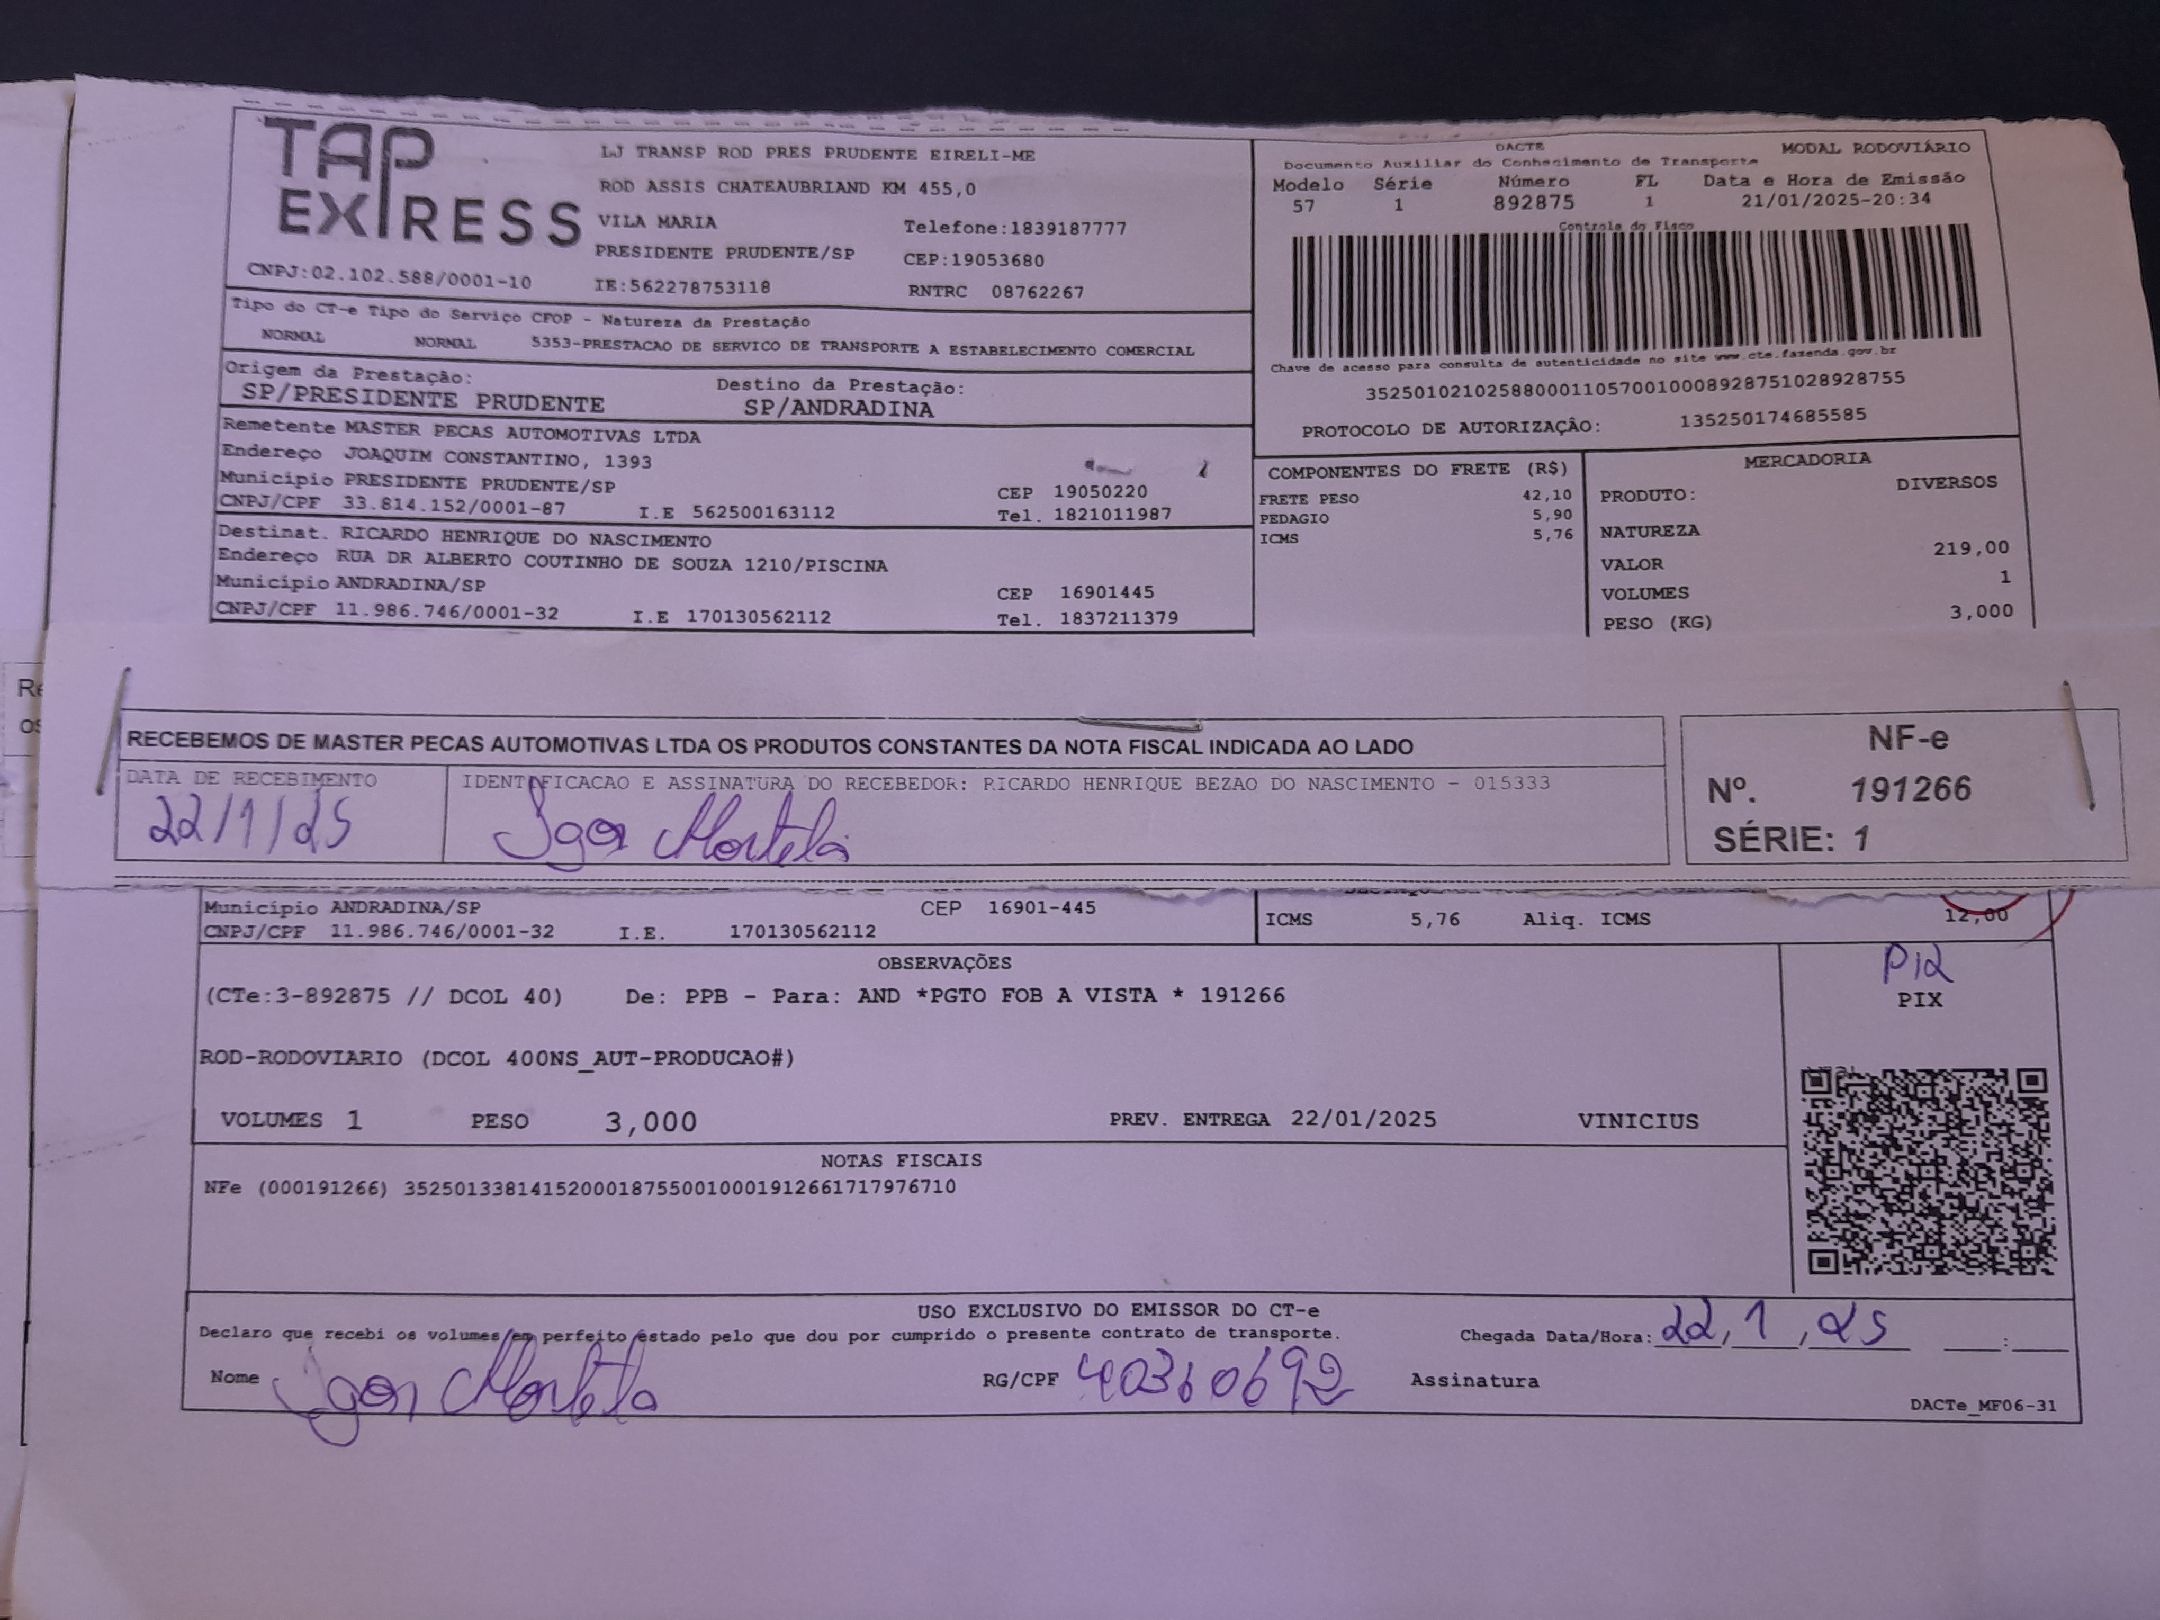 TAP
EXPRESS
LJ TRANSP ROD PRES PRUDENTE EIRELI-ME
ROD ASSIS CHATEAUBRIAND KM 455,0
VILA MARIA Telefone:1839187777
PRESIDENTE PRUDENTE/SP CEP:19053680
CNPJ:02.102.588/0001-10 IE:562278753118 RNTRC 08762267
Tipo do CT-e Tipo do Serviço CFOP - Natureza da Prestação
NORMAL NORMAL 5353-PRESTACAO DE SERVICO DE TRANSPORTE A ESTABELECIMENTO COMERCIAL
Origem da Prestação: Destino da Prestação:
SP/PRESIDENTE PRUDENTE SP/ANDRADINA
Remetente MASTER PECAS AUTOMOTIVAS LTDA
Endereço JOAQUIM CONSTANTINO, 1393
Municipio PRESIDENTE PRUDENTE/SP CEP 19050220
CNPJ/CPF 33.814.152/0001-87 I.E 562500163112 Tel. 1821011987
Destinat. RICARDO HENRIQUE DO NASCIMENTO
Endereço RUA DR ALBERTO COUTINHO DE SOUZA 1210/PISCINA
Municipio ANDRADINA/SP CEP 16901445
CNPJ/CPF 11.986.746/0001-32 I.E 170130562112 Tel. 1837211379
DACTE MODAL RODOVIÁRIO
Documento Auxiliar do Conhecimento de Transporte
Modelo Série Número FL Data e Hora de Emissão
57 1 892875 1 21/01/2025-20:34
Controle do Fisco
Chave de acesso para consulta de autenticidade no site www.cte.fazenda.gov.br
35250102102588000110570010008928751028928755
PROTOCOLO DE AUTORIZAÇÃO: 135250174685585
COMPONENTES DO FRETE (R$)
FRETE PESO 42,10
PEDAGIO 5,90
ICMS 5,76
MERCADORIA
PRODUTO: DIVERSOS
NATUREZA
VALOR 219,00
VOLUMES 1
PESO (KG) 3,000
RECEBEMOS DE MASTER PECAS AUTOMOTIVAS LTDA OS PRODUTOS CONSTANTES DA NOTA FISCAL INDICADA AO LADO
DATA DE RECEBIMENTO IDENTIFICACAO E ASSINATURA DO RECEBEDOR: RICARDO HENRIQUE BEZAO DO NASCIMENTO - 015333
22/1/25 Igor
NF-e
Nº. 191266
SÉRIE: 1
Municipio ANDRADINA/SP CEP 16901-445
CNPJ/CPF 11.986.746/0001-32 I.E. 170130562112
ICMS 5,76 Aliq. ICMS 12,00
OBSERVAÇÕES
(CTe:3-892875 // DCOL 40) De: PPB - Para: AND *PGTO FOB A VISTA * 191266
ROD-RODOVIARIO (DCOL 400NS_AUT-PRODUCAO#)
VOLUMES 1 PESO 3,000 PREV. ENTREGA 22/01/2025 VINICIUS
PIX
NOTAS FISCAIS
NFe (000191266) 35250133814152000187550010001912661717976710
USO EXCLUSIVO DO EMISSOR DO CT-e
Declaro que recebi os volumes em perfeito estado pelo que dou por cumprido o presente contrato de transporte. Chegada Data/Hora: 22,1,25 :
Nome Igor RG/CPF 40360692 Assinatura
DACTe_MF06-31